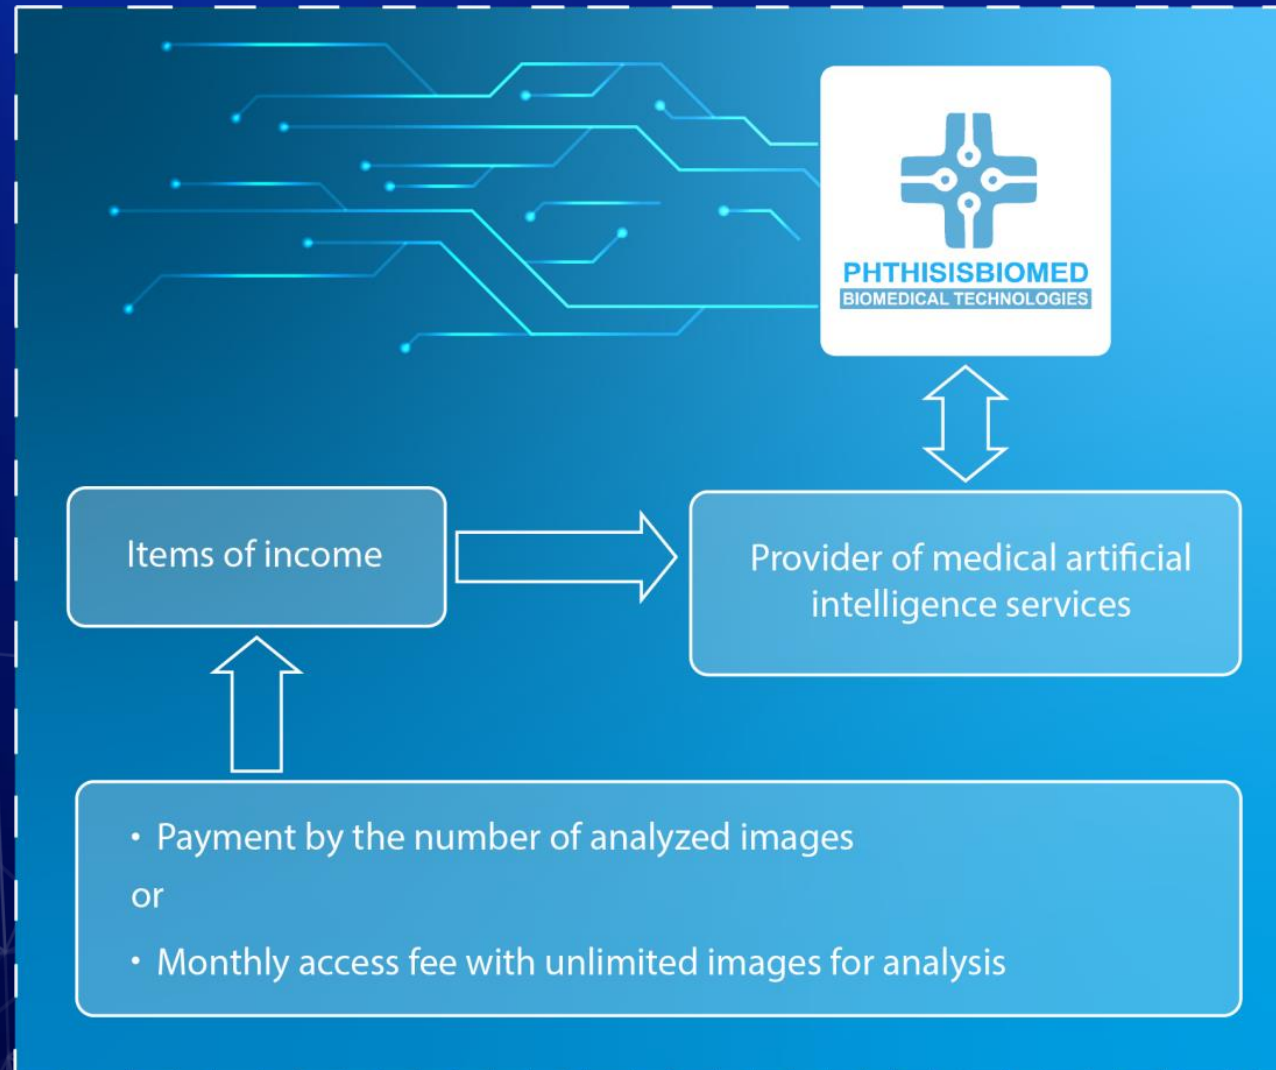 PHTHISISBIOMED
BIOMEDICAL TECHNOLOGIES
Items of income
Provider of medical artificial
intelligence services
• Payment by the number of analyzed images
or
• Monthly access fee with unlimited images for analysis